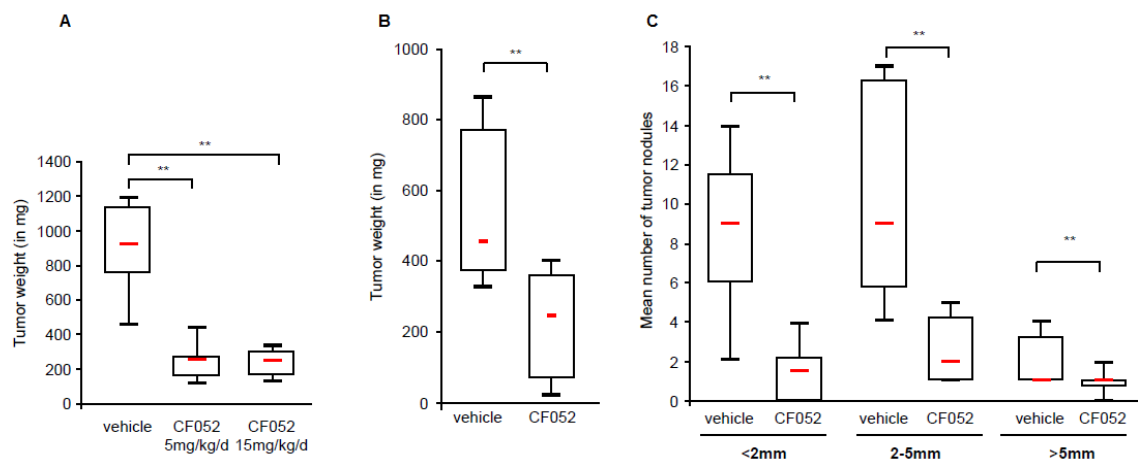 A
Tumor weight (in mg)
1400
1200
1000
800
600
400
200
0
**
**
vehicle
CF052
5mg/kg/d
CF052
15mg/kg/d
B
Tumor weight (in mg)
1000
800
600
400
200
0
**
vehicle
CF052
C
Mean number of tumor nodules
18
16
14
12
10
8
6
4
2
0
**
**
**
vehicle
CF052
vehicle
CF052
vehicle
CF052
<2mm
2-5mm
>5mm